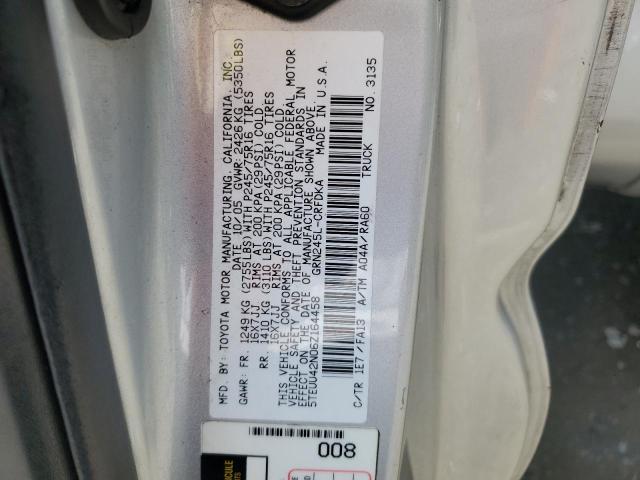 MFD. BY: TOYOTA MOTOR MANUFACTURING, CALIFORNIA, INC.
DATE 10/05 GVWR: 2426 KG (5350LBS)
GAWR: FR. 1249 KG (2755LBS) WITH P245/75R16 TIRES
16X7JJ RIMS AT 200 KPA (29PSI) COLD
RR. 1410 KG (3110LBS) WITH P245/75R16 TIRES
16X7JJ RIMS AT 200 KPA (29PSI) COLD
THIS VEHICLE CONFORMS TO ALL APPLICABLE FEDERAL MOTOR
VEHICLE SAFETY AND THEFT PREVENTION STANDARDS IN
EFFECT ON THE DATE OF MANUFACTURE SHOWN ABOVE.
5TEUU42N06Z164458 GRN245L-CRFDKA MADE IN U.S.A.
C/TR 1E7/FA13 A/TM A04A/RA60 TRUCK NO. 3135
008